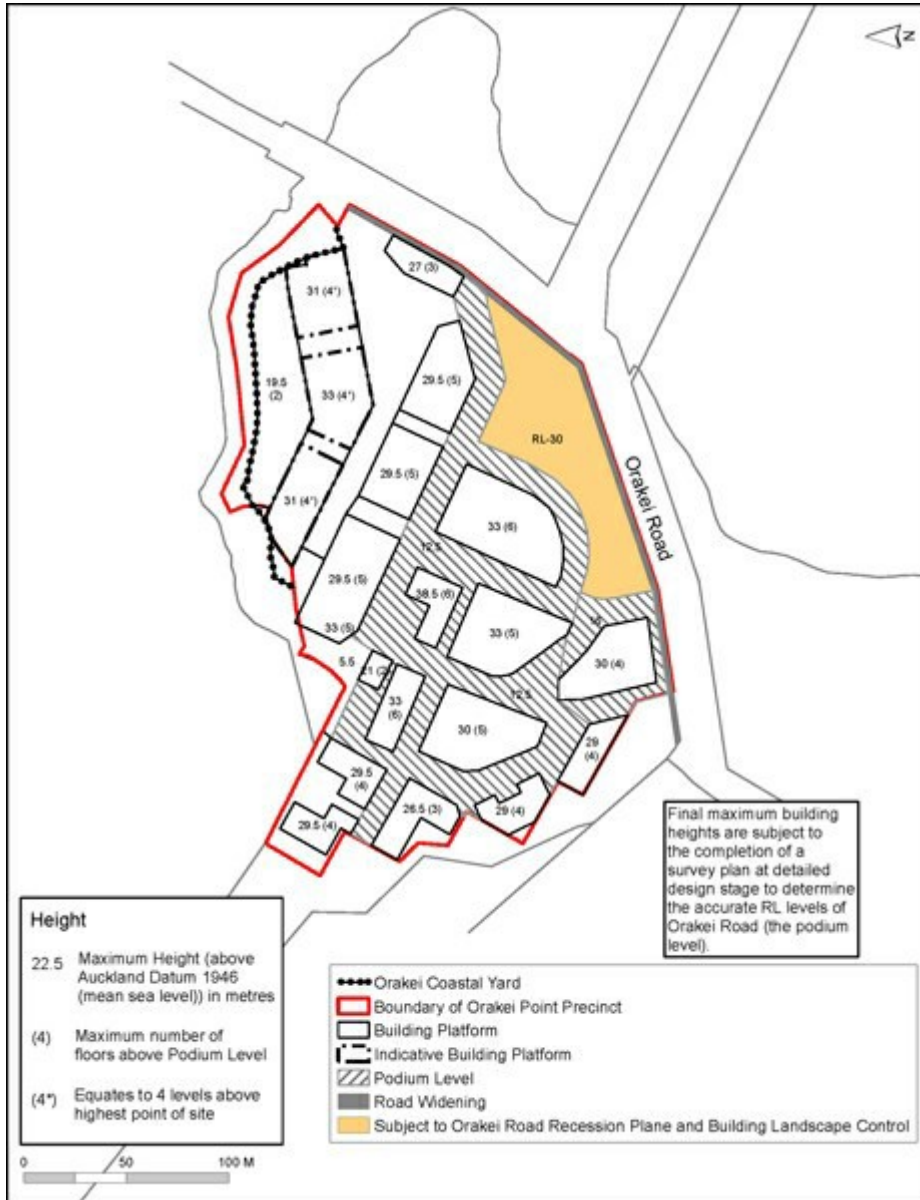 N
27 (3)
31 (4*)
19.5
(2)
33 (4*)
29.5 (5)
RL-30
Orakei Road
29.5 (5)
31 (4*)
33 (6)
12.5
29.5 (5)
38.5 (6)
33 (5)
33 (5)
30 (4)
5.5
12.5
33
(6)
30 (5)
29
(4)
29.5
(4)
26.5 (3)
29 (4)
29.5 (4)
Final maximum building
heights are subject to
the completion of a
survey plan at detailed
design stage to determine
the accurate RL levels of
Orakei Road (the podium
level).
Height
22.5 Maximum Height (above
Auckland Datum 1946
(mean sea level)) in metres
(4) Maximum number of
floors above Podium Level
(4*) Equates to 4 levels above
highest point of site
Orakei Coastal Yard
Boundary of Orakei Point Precinct
Building Platform
Indicative Building Platform
Podium Level
Road Widening
Subject to Orakei Road Recession Plane and Building Landscape Control
0 50 100 M